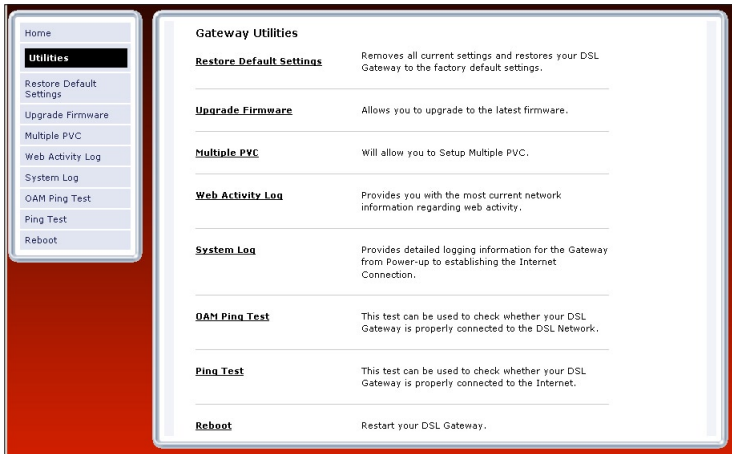 Home
Utilities
Restore Default
Settings
Upgrade Firmware
Multiple PVC
Web Activity Log
System Log
OAM Ping Test
Ping Test
Reboot
Gateway Utilities
Restore Default Settings
Removes all current settings and restores your DSL
Gateway to the factory default settings.
Upgrade Firmware
Allows you to upgrade to the latest firmware.
Multiple PVC
Will allow you to Setup Multiple PVC.
Web Activity Log
Provides you with the most current network
information regarding web activity.
System Log
Provides detailed logging information for the Gateway
from Power-up to establishing the Internet
Connection.
OAM Ping Test
This test can be used to check whether your DSL
Gateway is properly connected to the DSL Network.
Ping Test
This test can be used to check whether your DSL
Gateway is properly connected to the Internet.
Reboot
Restart your DSL Gateway.